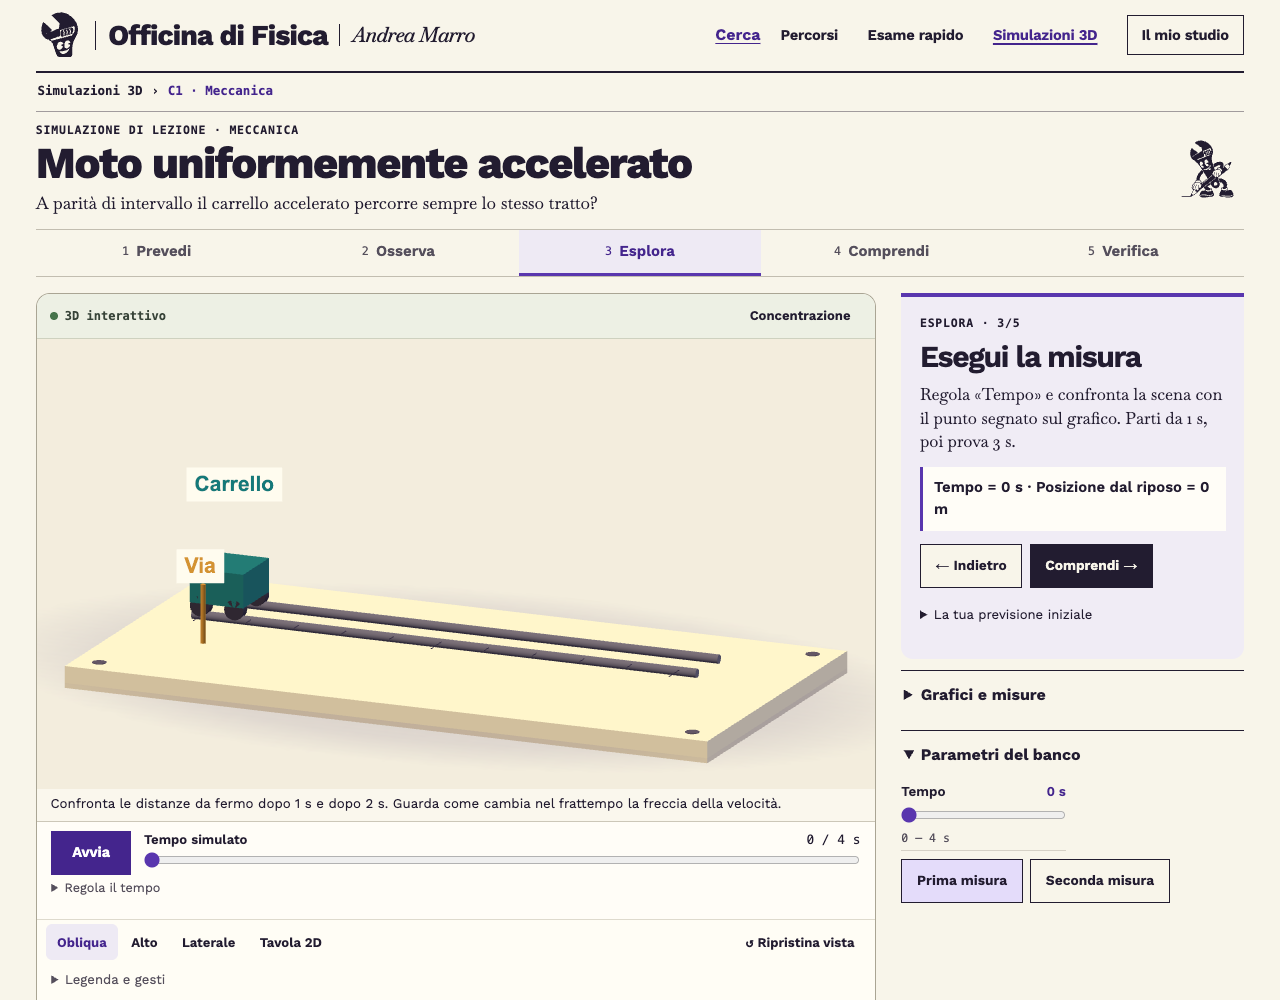 Officina di Fisica
Andrea Marro
Cerca
Percorsi
Esame rapido
Simulazioni 3D
Il mio studio
Simulazioni 3D › C1 · Meccanica
SIMULAZIONE DI LEZIONE · MECCANICA
Moto uniformemente accelerato
A parità di intervallo il carrello accelerato percorre sempre lo stesso tratto?
1 Prevedi
2 Osserva
3 Esplora
4 Comprendi
5 Verifica
3D interattivo
Concentrazione
Carrello
Via
Confronta le distanze da fermo dopo 1 s e dopo 2 s. Guarda come cambia nel frattempo la freccia della velocità.
Avvia
Tempo simulato
0 / 4 s
▶ Regola il tempo
Obliqua
Alto
Laterale
Tavola 2D
↺ Ripristina vista
▶ Legenda e gesti
ESPLORA · 3/5
Esegui la misura
Regola «Tempo» e confronta la scena con
il punto segnato sul grafico. Parti da 1 s,
poi prova 3 s.
Tempo = 0 s · Posizione dal riposo = 0
m
← Indietro
Comprendi →
▶ La tua previsione iniziale
▶ Grafici e misure
▼ Parametri del banco
Tempo
0 s
0 — 4 s
Prima misura
Seconda misura